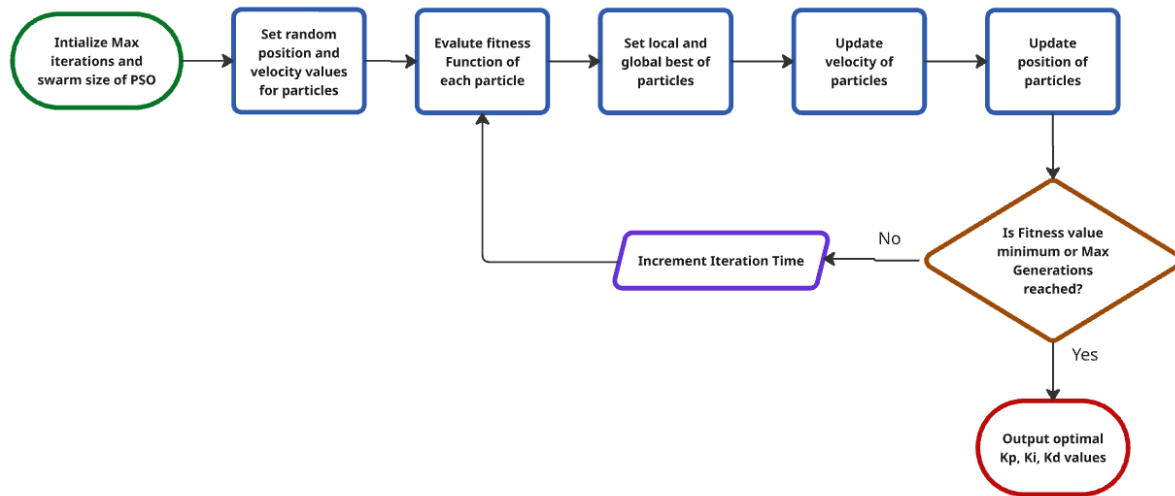 Intialize Max
iterations and
swarm size of PSO
Set random
position and
velocity values
for particles
Evalute fitness
Function of
each particle
Set local and
global best of
particles
Update
velocity of
particles
Update
position of
particles
Is Fitness value
minimum or Max
Generations
reached?
No
Increment Iteration Time
Yes
Output optimal
Kp, Ki, Kd values